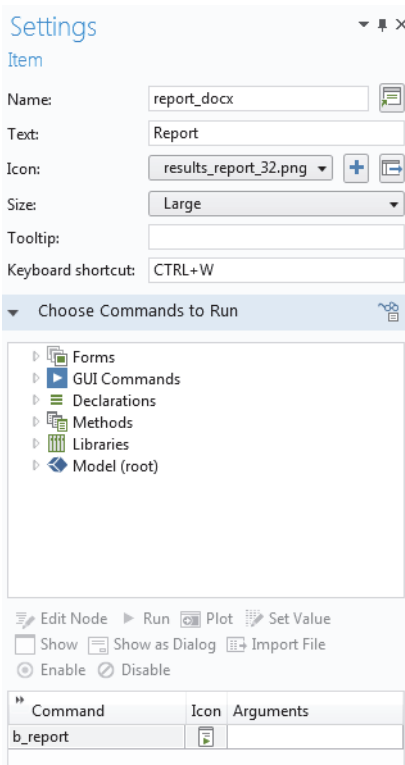 Settings
Item
Name: report_docx
Text: Report
Icon: results_report_32.png
Size: Large
Tooltip:
Keyboard shortcut: CTRL+W
Choose Commands to Run
Forms
GUI Commands
Declarations
Methods
Libraries
Model (root)
Edit Node Run Plot Set Value
Show Show as Dialog Import File
Enable Disable
Command Icon Arguments
b_report